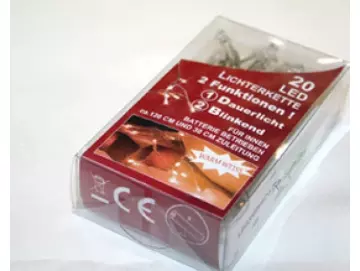 20
LED
LICHTERKETTE
2 Funktionen !
1 Dauerlicht
2 Blinkend
FÜR INNEN
BATTERIE BETRIEBEN
ca. 120 CM UND 30 CM ZULEITUNG
WARM WEISS
CE